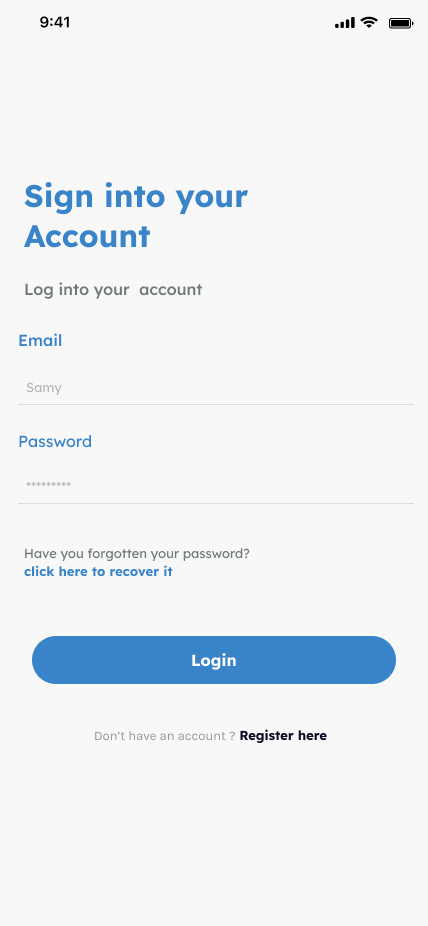 9:41
Sign into your
Account
Log into your  account
Email
Samy
Password
*********
Have you forgotten your password?
click here to recover it
Login
Don't have an account ? Register here